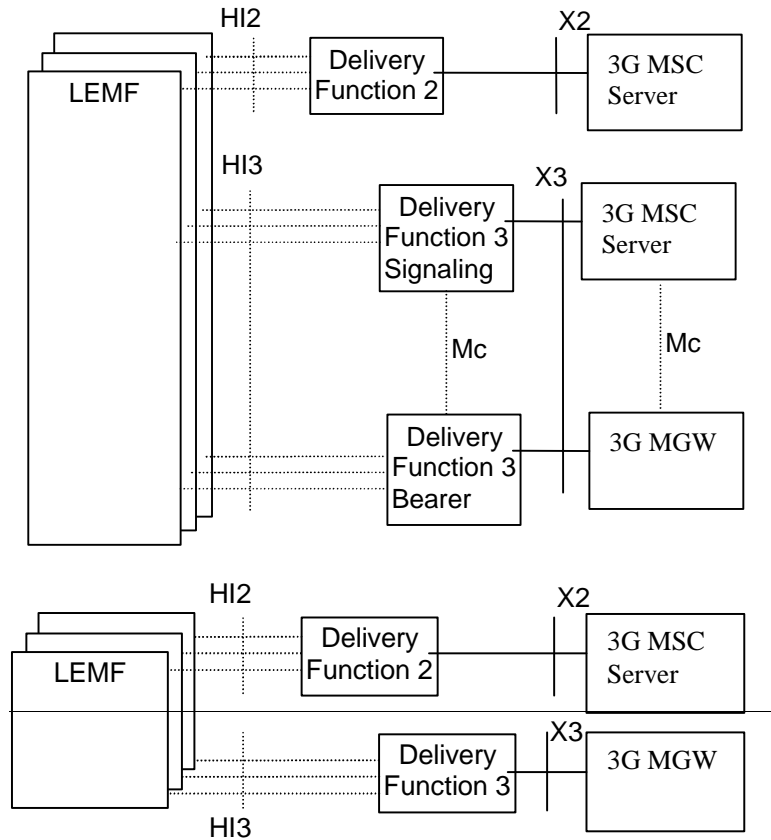 HI2
X2
Delivery
Function 2
3G MSC
Server
LEMF
HI3
X3
Delivery
Function 3
Signaling
3G MSC
Server
Mc
Mc
Delivery
Function 3
Bearer
3G MGW
HI2
X2
Delivery
Function 2
3G MSC
Server
LEMF
X3
Delivery
Function 3
3G MGW
HI3